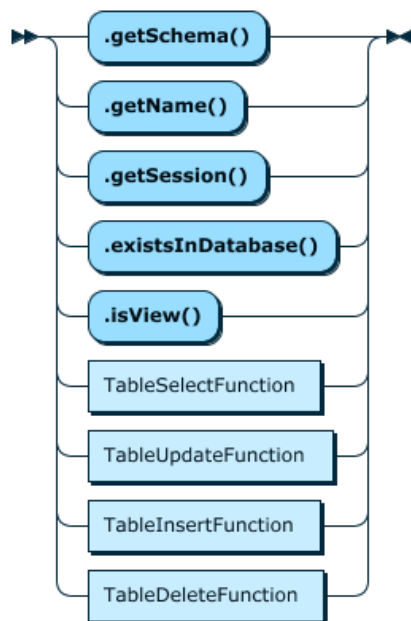 .getSchema()
.getName()
.getSession()
.existsInDatabase()
.isView()
TableSelectFunction
TableUpdateFunction
TableInsertFunction
TableDeleteFunction